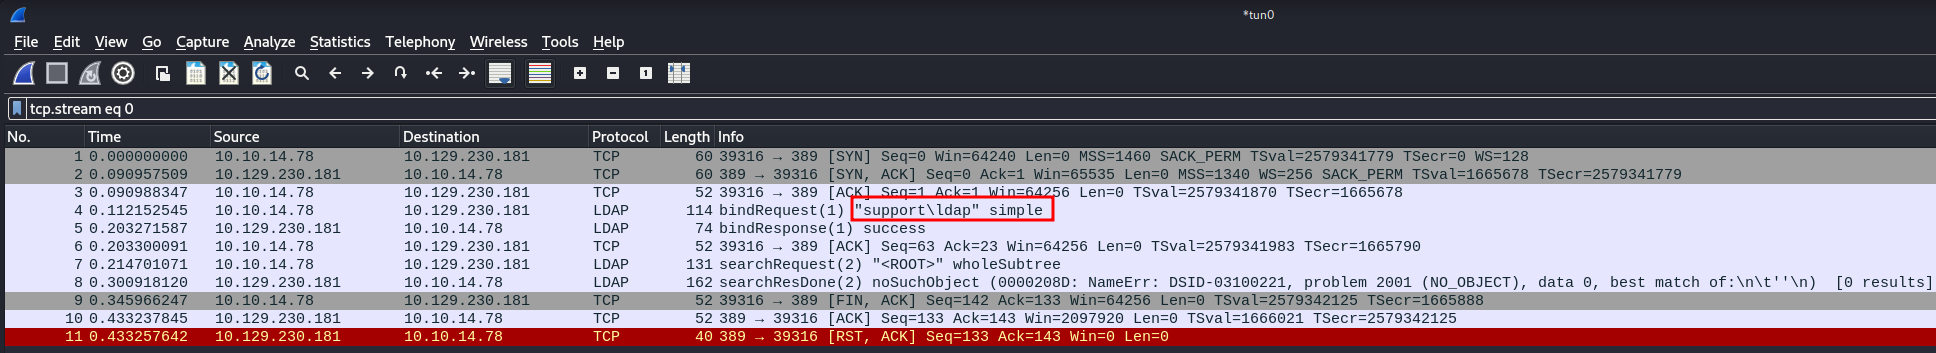 *tun0
File Edit View Go Capture Analyze Statistics Telephony Wireless Tools Help
tcp.stream eq 0
No. Time Source Destination Protocol Length Info
1 0.000000000 10.10.14.78 10.129.230.181 TCP 60 39316 → 389 [SYN] Seq=0 Win=64240 Len=0 MSS=1460 SACK_PERM TSval=2579341779 TSecr=0 WS=128
2 0.090957509 10.129.230.181 10.10.14.78 TCP 60 389 → 39316 [SYN, ACK] Seq=0 Ack=1 Win=65535 Len=0 MSS=1340 WS=256 SACK_PERM TSval=1665678 TSecr=2579341779
3 0.090988347 10.10.14.78 10.129.230.181 TCP 52 39316 → 389 [ACK] Seq=1 Ack=1 Win=64256 Len=0 TSval=2579341870 TSecr=1665678
4 0.112152545 10.10.14.78 10.129.230.181 LDAP 114 bindRequest(1) "support\ldap" simple
5 0.203271587 10.129.230.181 10.10.14.78 LDAP 74 bindResponse(1) success
6 0.203300091 10.10.14.78 10.129.230.181 TCP 52 39316 → 389 [ACK] Seq=63 Ack=23 Win=64256 Len=0 TSval=2579341983 TSecr=1665790
7 0.214701071 10.10.14.78 10.129.230.181 LDAP 131 searchRequest(2) "<ROOT>" wholeSubtree
8 0.300918120 10.129.230.181 10.10.14.78 LDAP 162 searchResDone(2) noSuchObject (0000208D: NameErr: DSID-03100221, problem 2001 (NO_OBJECT), data 0, best match of:\n\t''\n) [0 results]
9 0.345966247 10.10.14.78 10.129.230.181 TCP 52 39316 → 389 [FIN, ACK] Seq=142 Ack=133 Win=64256 Len=0 TSval=2579342125 TSecr=1665888
10 0.433237845 10.129.230.181 10.10.14.78 TCP 52 389 → 39316 [ACK] Seq=133 Ack=143 Win=2097920 Len=0 TSval=1666021 TSecr=2579342125
11 0.433257642 10.129.230.181 10.10.14.78 TCP 40 389 → 39316 [RST, ACK] Seq=133 Ack=143 Win=0 Len=0